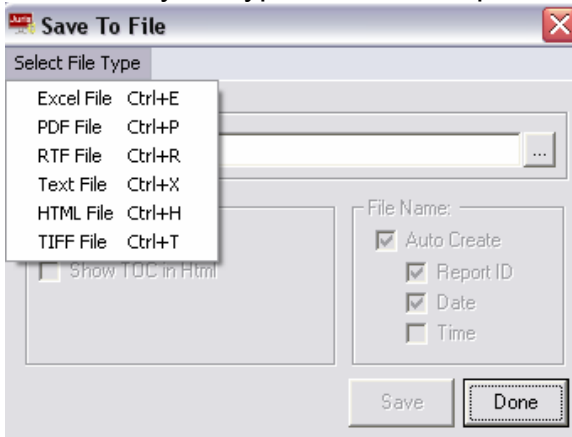 Juris Save To File
Select File Type
Excel File Ctrl+E
PDF File Ctrl+P
RTF File Ctrl+R
Text File Ctrl+X
HTML File Ctrl+H
TIFF File Ctrl+T
...
File Name:
Auto Create
Show TOC in Html
Report ID
Date
Time
Save Done